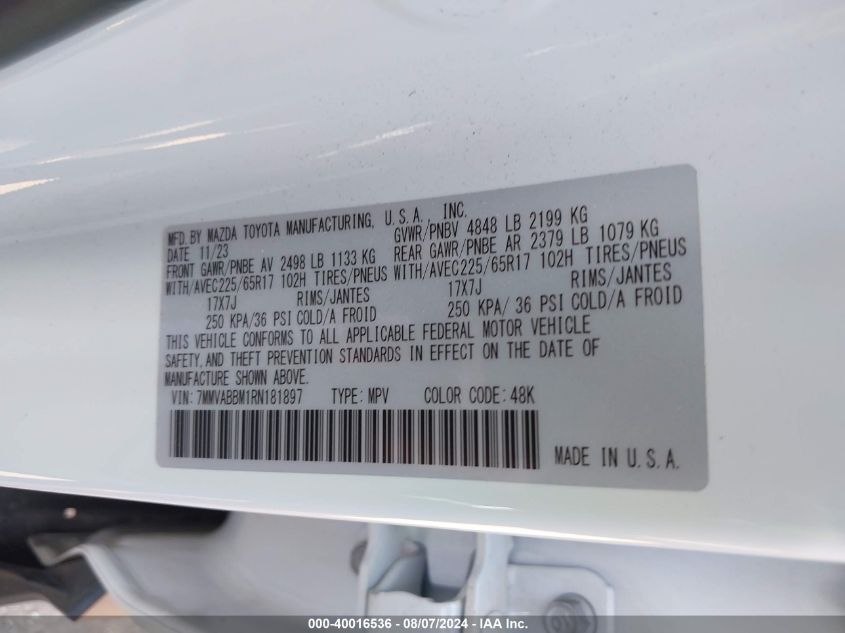 MFD. BY MAZDA TOYOTA MANUFACTURING, U.S.A., INC.
DATE 11/23 GVWR/PNBV 4848 LB 2199 KG
FRONT GAWR/PNBE AV 2498 LB 1133 KG REAR GAWR/PNBE AR 2379 LB 1079 KG
WITH/AVEC225/65R17 102H TIRES/PNEUS WITH/AVEC225/65R17 102H TIRES/PNEUS
17X7J RIMS/JANTES 17X7J RIMS/JANTES
250 KPA/36 PSI COLD/A FROID 250 KPA/ 36 PSI COLD/A FROID
THIS VEHICLE CONFORMS TO ALL APPLICABLE FEDERAL MOTOR VEHICLE
SAFETY, AND THEFT PREVENTION STANDARDS IN EFFECT ON THE DATE OF
MANUFACTURE SHOWN ABOVE.
VIN: 7MMVABBM1RN181897 TYPE: MPV COLOR CODE: 48K
MADE IN U.S.A.
000-40016536 - 08/07/2024 - IAA Inc.